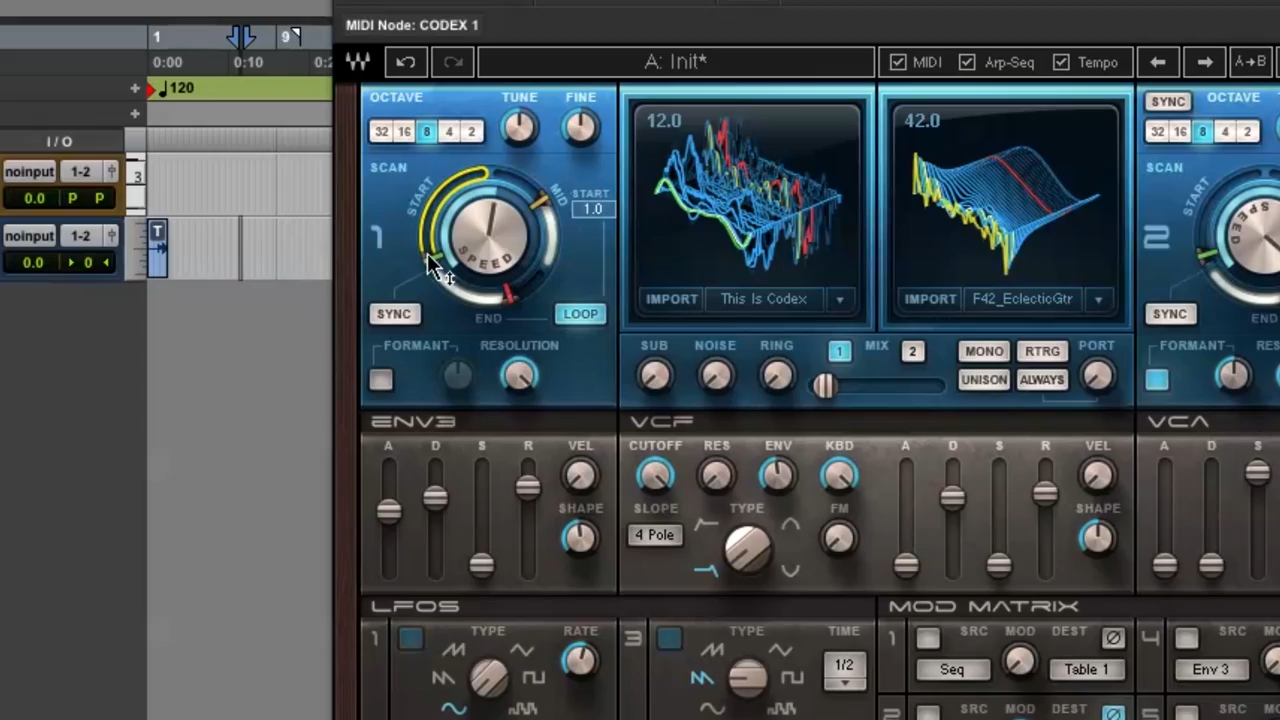 MIDI Node: CODEX 1
1 9
A: Init* MIDI Arp-Seq Tempo A→B
0:00 0:10 0:2
120
I / O
noinput 1-2
3
0.0 P P
noinput 1-2
0.0 0
T
OCTAVE TUNE FINE
32 16 8 4 2
SCAN
START MID
START
1.0
1
SPEED
SYNC END LOOP
FORMANT RESOLUTION
12.0
IMPORT This Is Codex
42.0
IMPORT F42_EclecticGtr
SYNC OCTAVE
32 16 8 4 2
SCAN
START
2
SPEED
SYNC END
FORMANT RES
SUB NOISE RING 1 MIX 2 MONO RTRG PORT
UNISON ALWAYS
ENV3 VCF VCA
A D S R VEL
SHAPE
CUTOFF RES ENV KBD A D S R VEL
SLOPE TYPE FM SHAPE
4 Pole
A D S
LFOS MOD MATRIX
1 TYPE RATE
3 TYPE TIME
1/2
1 SRC MOD DEST Ø
Seq Table 1
4 SRC M
Env 3
2 SRC MOD DEST Ø
5 SRC M